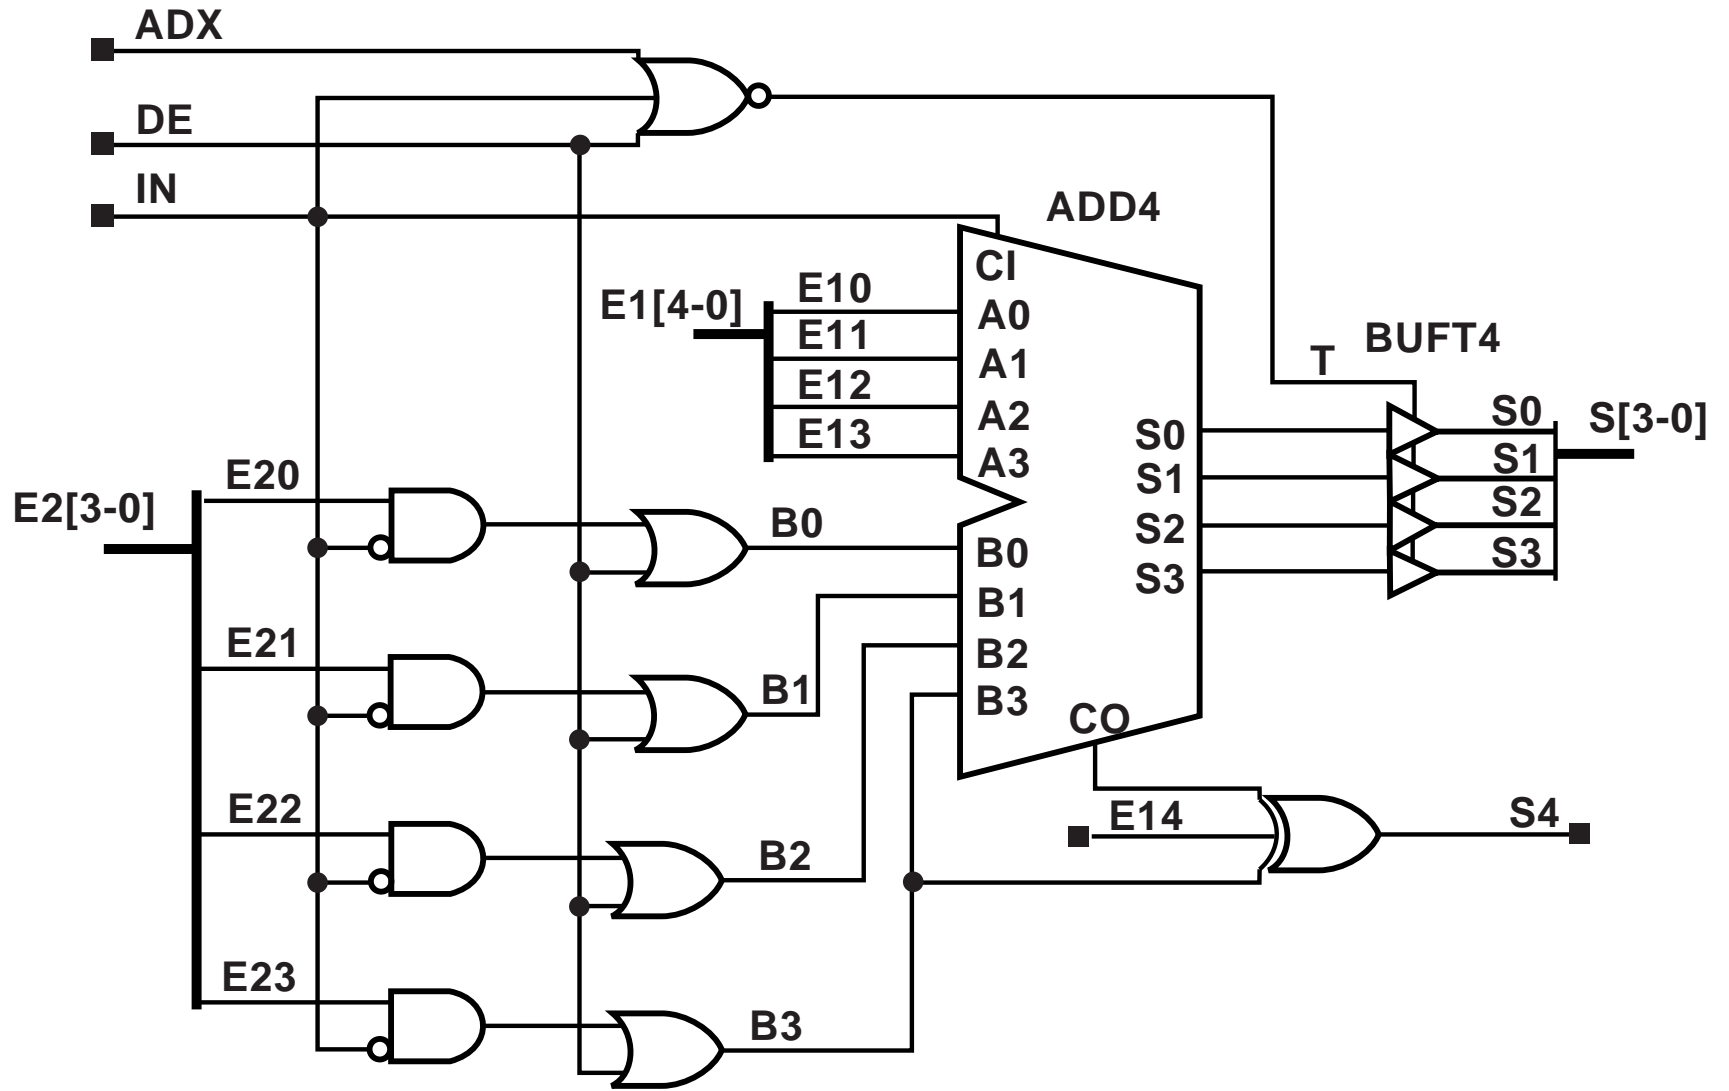 ADX
DE
IN
ADD4
CI
E1[4-0]
E10
A0
E11
A1
E12
A2
E13
A3
T
BUFT4
S0
S0
S[3-0]
S1
S1
S2
S2
S3
S3
E2[3-0]
E20
B0
B0
E21
B1
B1
B2
B3
CO
E22
B2
E14
S4
E23
B3